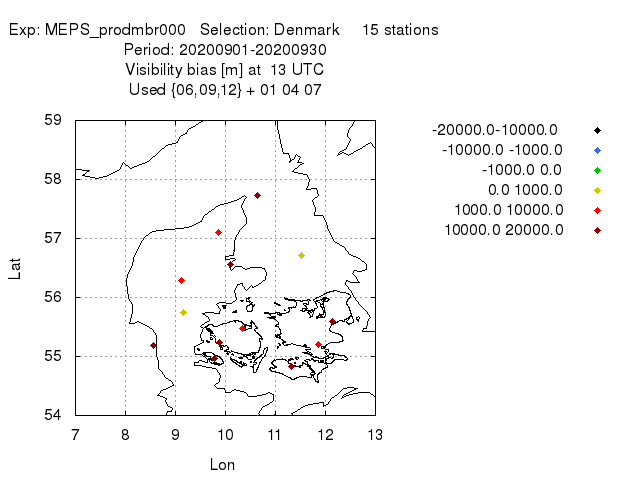 Exp: MEPS_prodmbr000 Selection: Denmark 15 stations
Period: 20200901-20200930
Visibility bias [m] at 13 UTC
Used {06,09,12} + 01 04 07
-20000.0-10000.0
-10000.0 -1000.0
-1000.0 0.0
0.0 1000.0
1000.0 10000.0
10000.0 20000.0
59
58
57
56
55
54
Lat
7 8 9 10 11 12 13
Lon